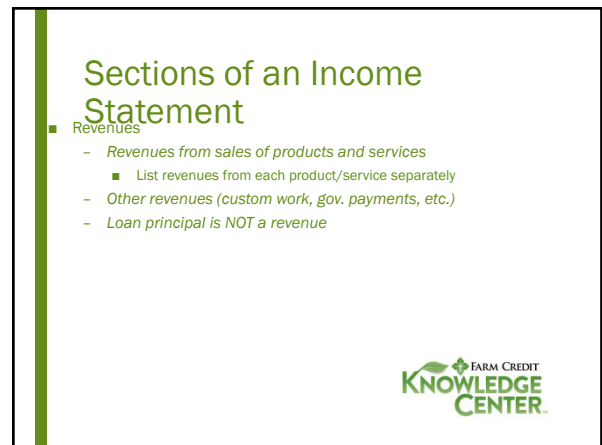 Sections of an Income
Statement
■ Revenues
– Revenues from sales of products and services
■ List revenues from each product/service separately
– Other revenues (custom work, gov. payments, etc.)
– Loan principal is NOT a revenue
FARM CREDIT
KNOWLEDGE
CENTER